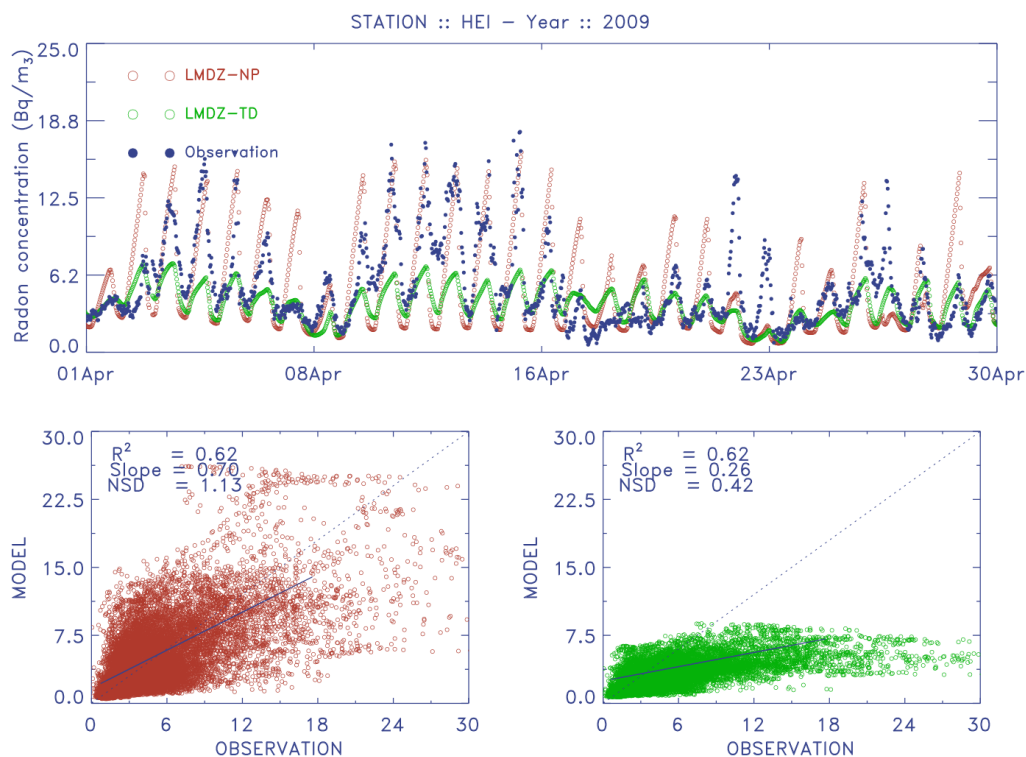 STATION :: HEI - Year :: 2009
Radon concentration (Bq/m3)
25.0
18.8
12.5
6.2
0.0
LMDZ-NP
LMDZ-TD
Observation
01Apr 08Apr 16Apr 23Apr 30Apr
MODEL
30.0
22.5
15.0
7.5
0.0
R² = 0.62
Slope = 0.70
NSD = 1.13
0 6 12 18 24 30
OBSERVATION
MODEL
30.0
22.5
15.0
7.5
0.0
R² = 0.62
Slope = 0.26
NSD = 0.42
0 6 12 18 24 30
OBSERVATION